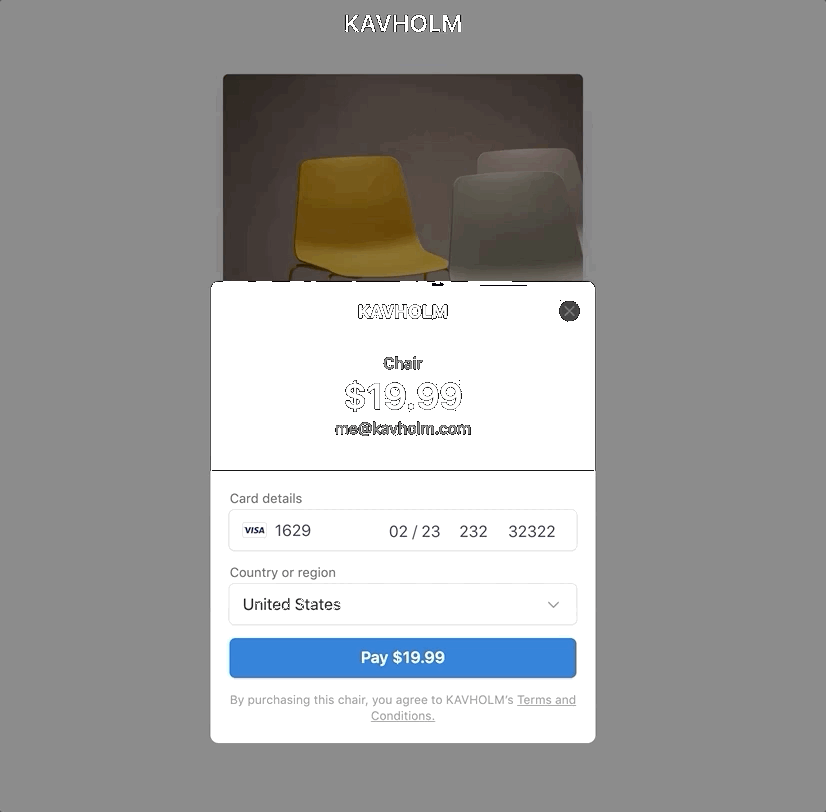 KAVHOLM
KAVHOLM
Chair
$19.99
me@kavholm.com
Card details
VISA 1629 02 / 23 232 32322
Country or region
United States
Pay $19.99
By purchasing this chair, you agree to KAVHOLM's Terms and
Conditions.